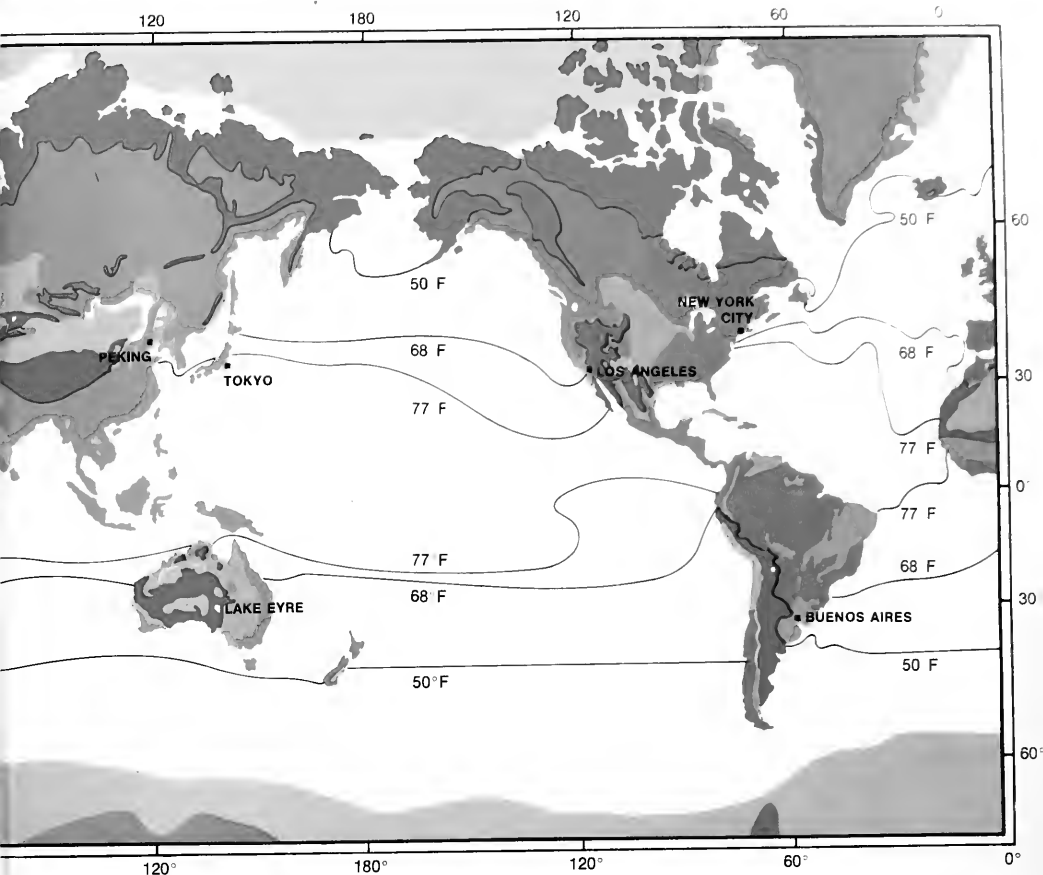 120 180 120 60 0
50 F
60
50 F
NEW YORK
CITY
68 F
68 F
PEKING
LOS ANGELES
30
TOKYO
77 F
77 F
0°
77 F
77 F
68 F
68 F
30
LAKE EYRE
BUENOS AIRES
50 F
50°F
60°
120° 180° 120° 60° 0°